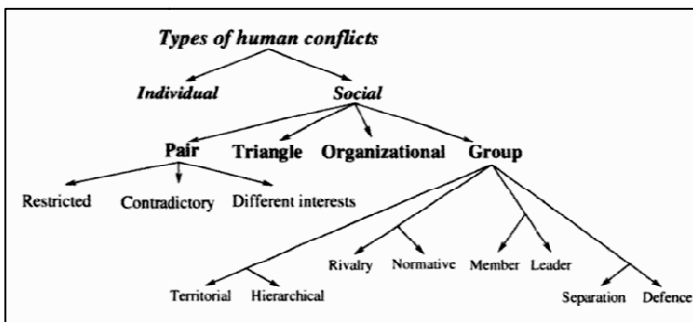 Types of human conflicts
Individual Social
Pair Triangle Organizational Group
Restricted Contradictory Different interests
Rivalry Normative Member Leader
Territorial Hierarchical Separation Defence